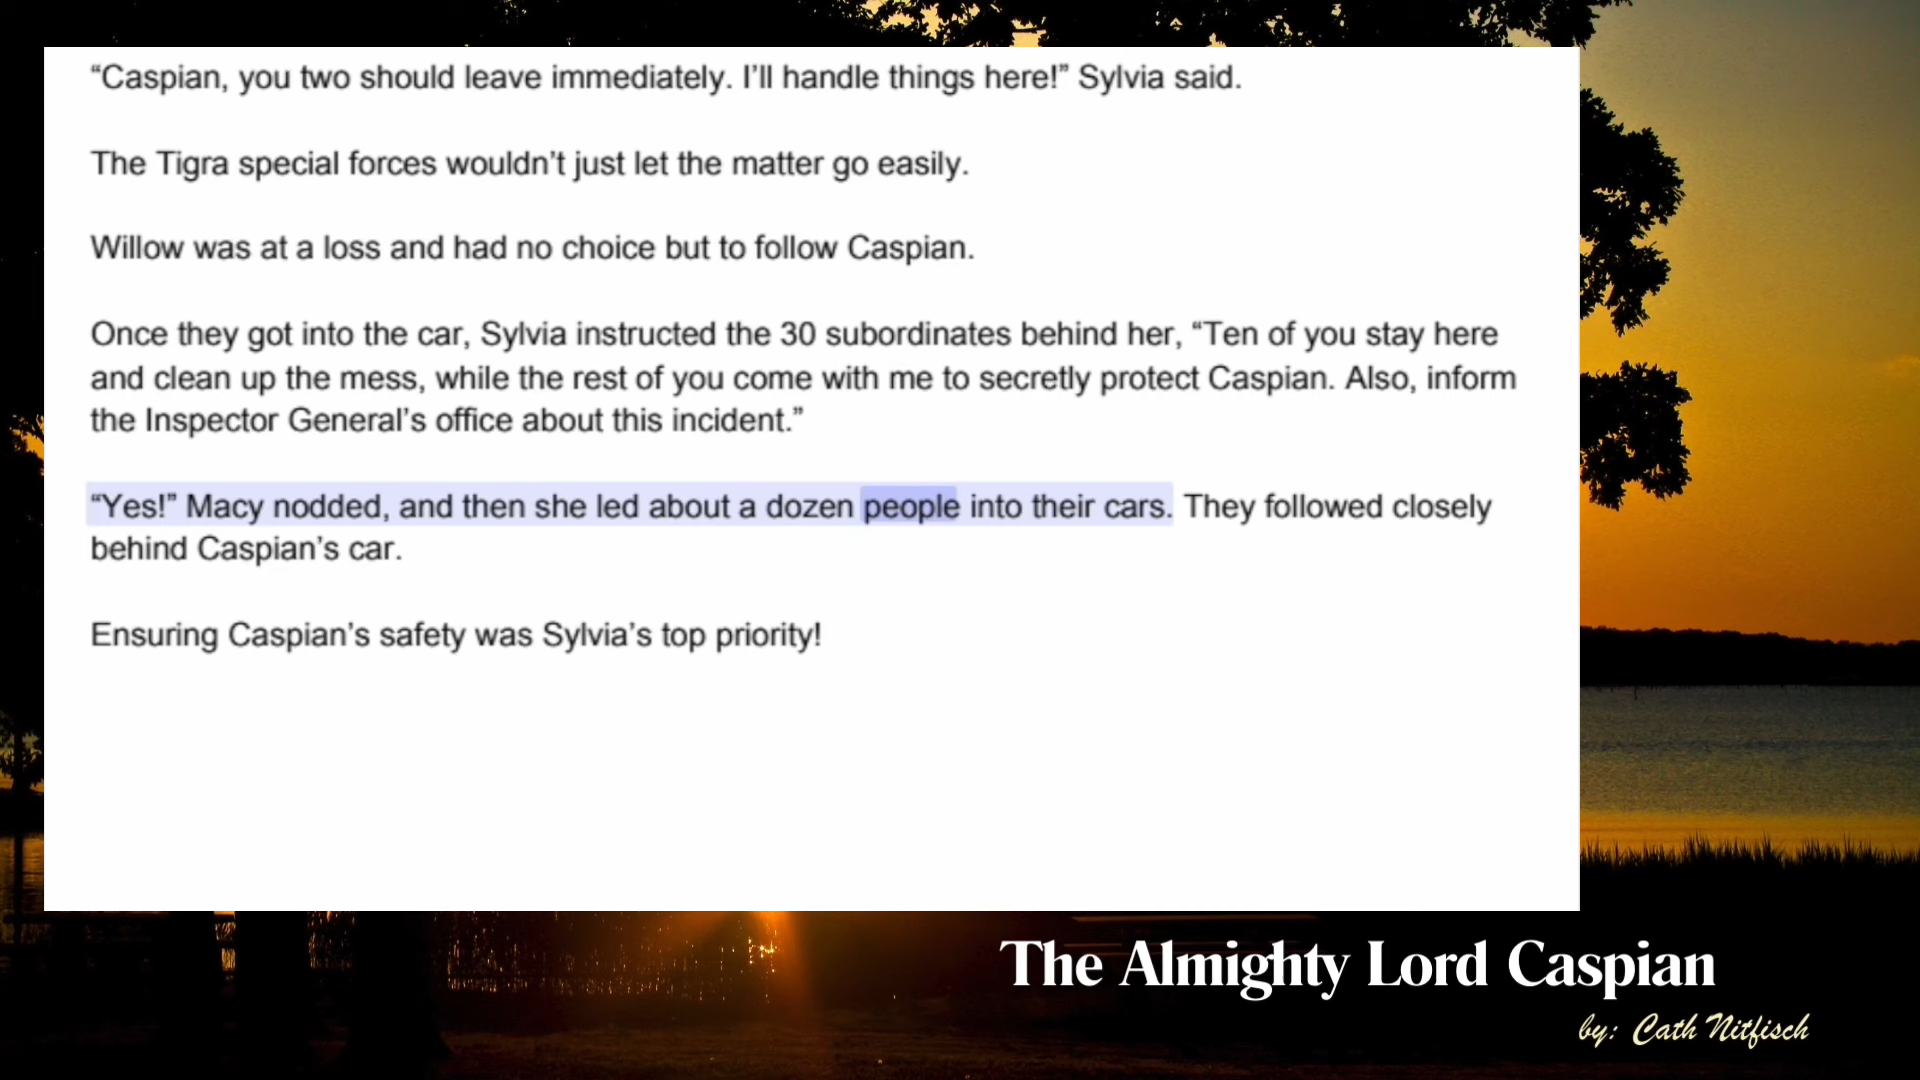 “Caspian, you two should leave immediately. I’ll handle things here!” Sylvia said.
The Tigra special forces wouldn’t just let the matter go easily.
Willow was at a loss and had no choice but to follow Caspian.
Once they got into the car, Sylvia instructed the 30 subordinates behind her, “Ten of you stay here
and clean up the mess, while the rest of you come with me to secretly protect Caspian. Also, inform
the Inspector General’s office about this incident.”
“Yes!” Macy nodded, and then she led about a dozen people into their cars. They followed closely
behind Caspian’s car.
Ensuring Caspian’s safety was Sylvia’s top priority!
The Almighty Lord Caspian
by: Cath Nitfisch